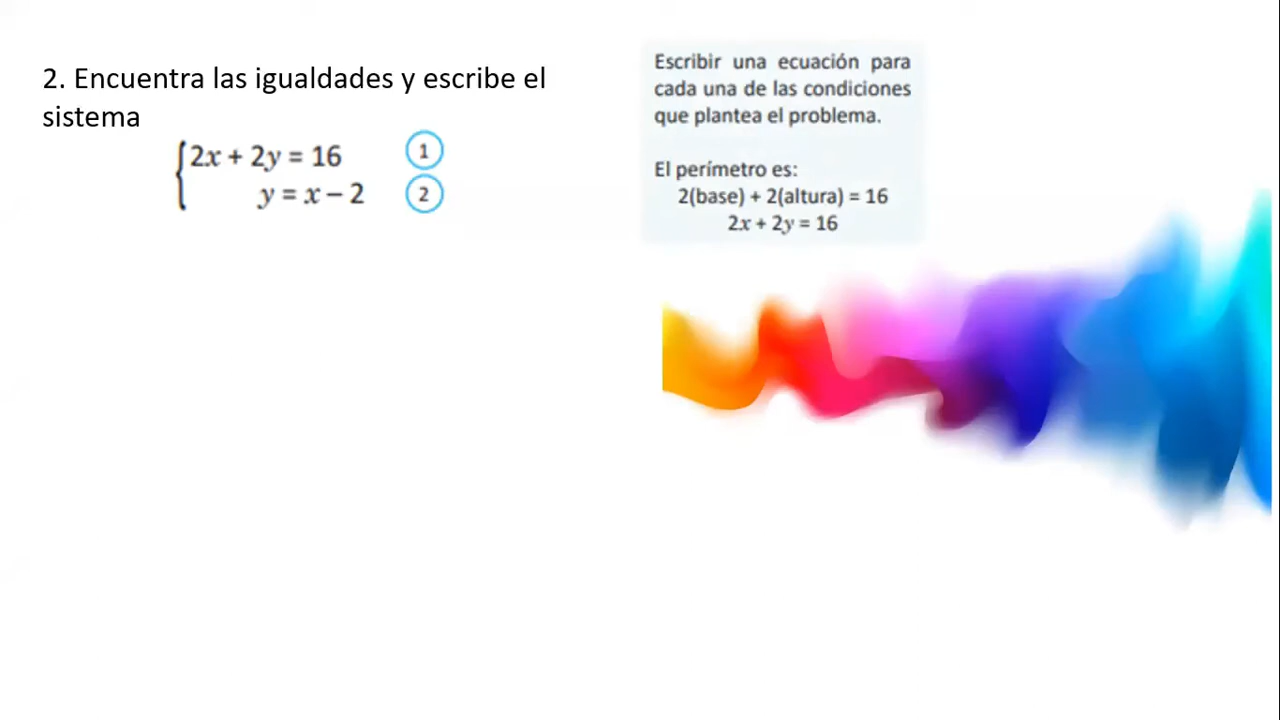 2. Encuentra las igualdades y escribe el
sistema
2x + 2y = 16 1
y = x – 2 2
Escribir una ecuación para
cada una de las condiciones
que plantea el problema.
El perímetro es:
2(base) + 2(altura) = 16
2x + 2y = 16